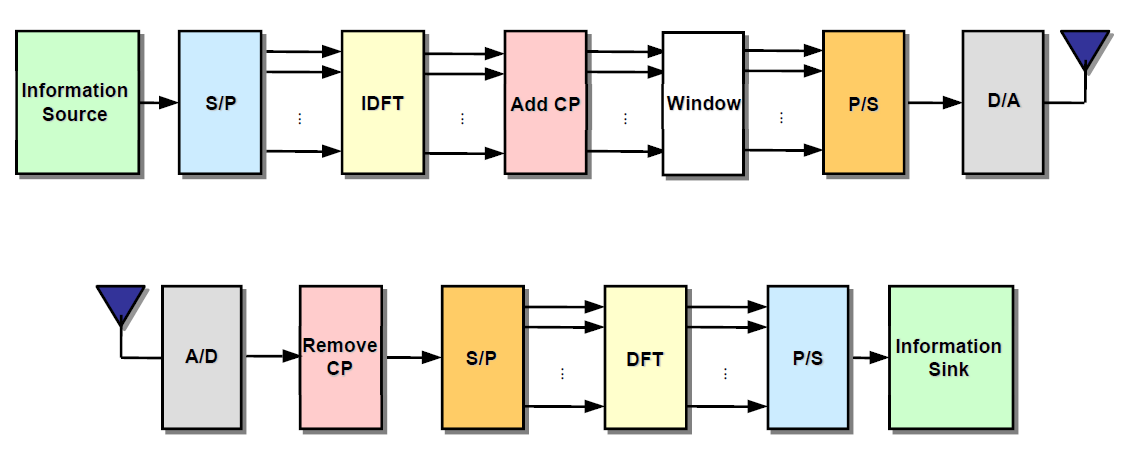 Information
Source
S/P
IDFT
Add CP
Window
P/S
D/A
A/D
Remove
CP
S/P
DFT
P/S
Information
Sink